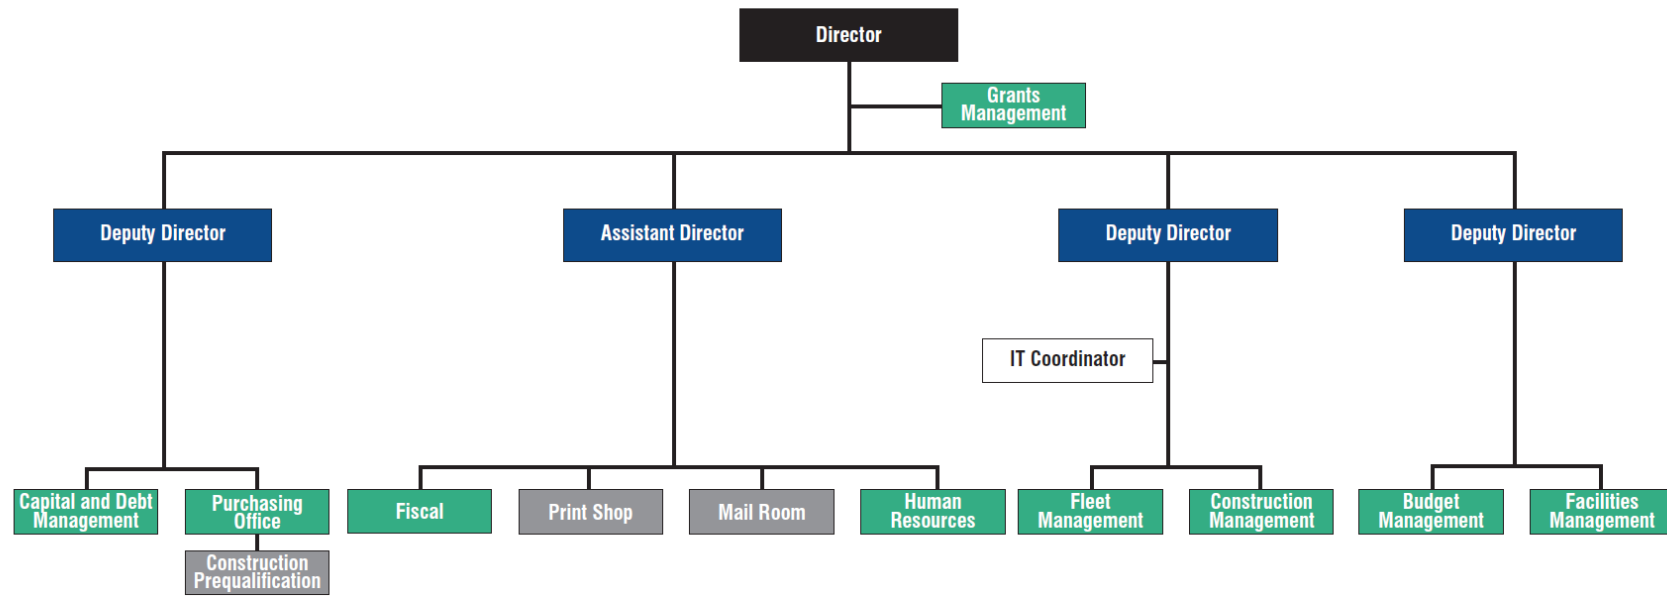 Director
Grants
Management
Deputy Director
Assistant Director
Deputy Director
Deputy Director
IT Coordinator
Capital and Debt
Management
Purchasing
Office
Fiscal
Print Shop
Mail Room
Human
Resources
Fleet
Management
Construction
Management
Budget
Management
Facilities
Management
Construction
Prequalification